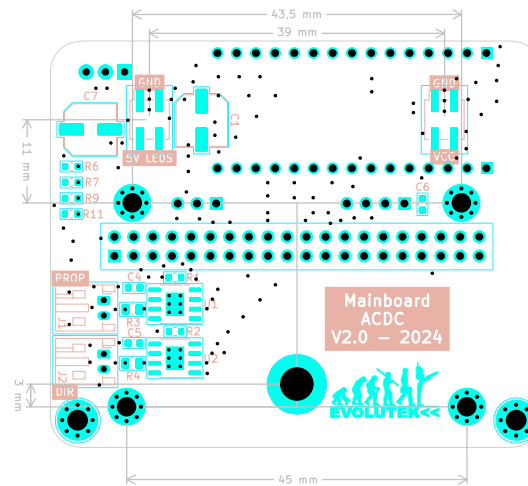 43,5 mm
39 mm
GND
GND
C7
C1
11 mm
5V LEDS
VCC
R6
R7
R9
R11
C6
PROP
C4
R1
J1
R3
U1
Mainboard
ACDC
V2.0 – 2024
C5
R2
J2
R4
U2
DIR
3 mm
EVOLUTEK<<
45 mm